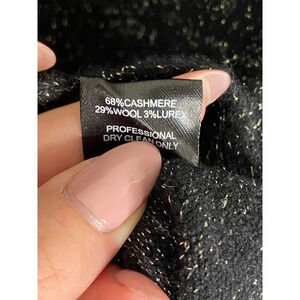 68%CASHMERE
29%WOOL 3%LUREX
PROFESSIONAL
DRY CLEAN ONLY